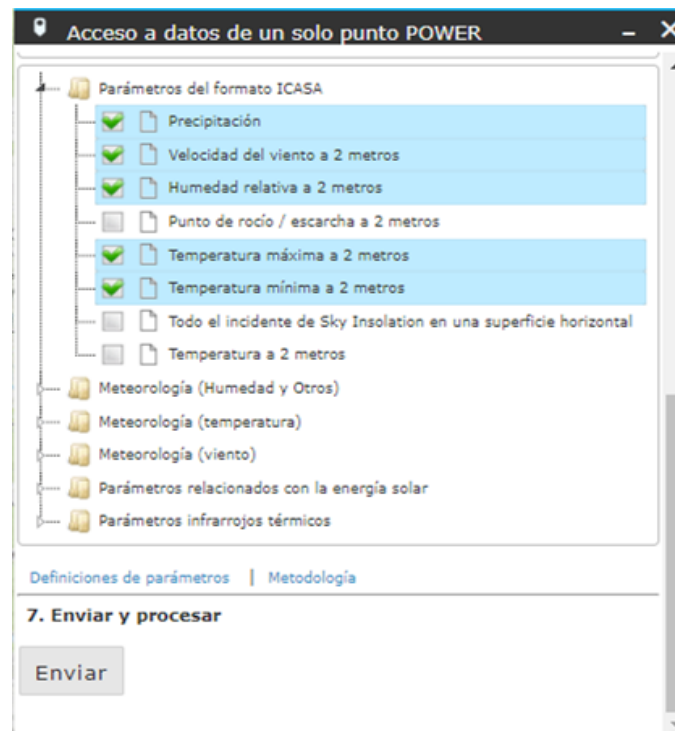 Acceso a datos de un solo punto POWER
Parámetros del formato ICASA
Precipitación
Velocidad del viento a 2 metros
Humedad relativa a 2 metros
Punto de rocío / escarcha a 2 metros
Temperatura máxima a 2 metros
Temperatura mínima a 2 metros
Todo el incidente de Sky Insolation en una superficie horizontal
Temperatura a 2 metros
Meteorología (Humedad y Otros)
Meteorología (temperatura)
Meteorología (viento)
Parámetros relacionados con la energía solar
Parámetros infrarrojos térmicos
Definiciones de parámetros | Metodología
7. Enviar y procesar
Enviar